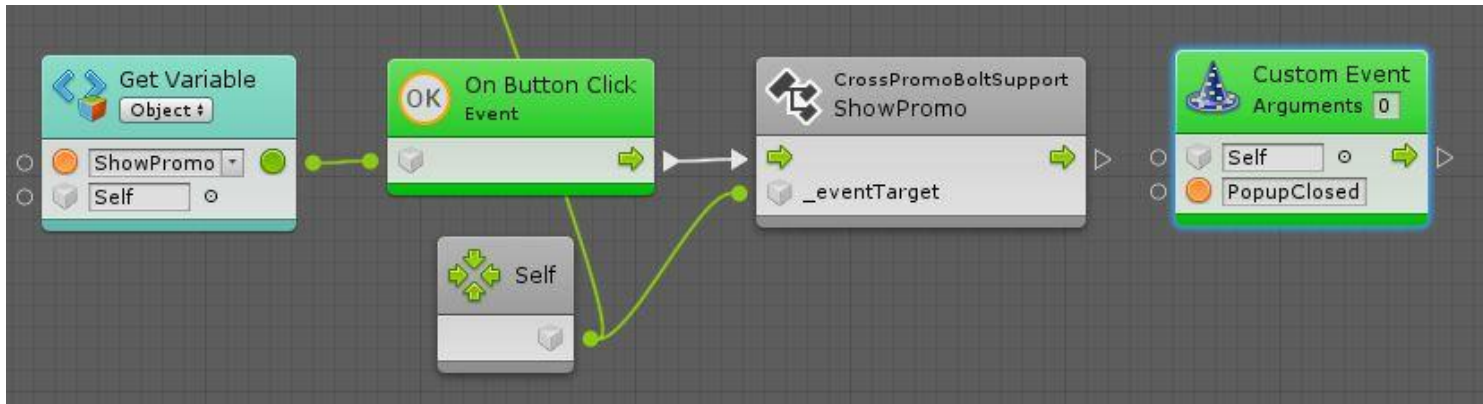 Get Variable
Object
ShowPromo
Self
OK
On Button Click
Event
Self
CrossPromoBoltSupport
ShowPromo
_eventTarget
Custom Event
Arguments 0
Self
PopupClosed